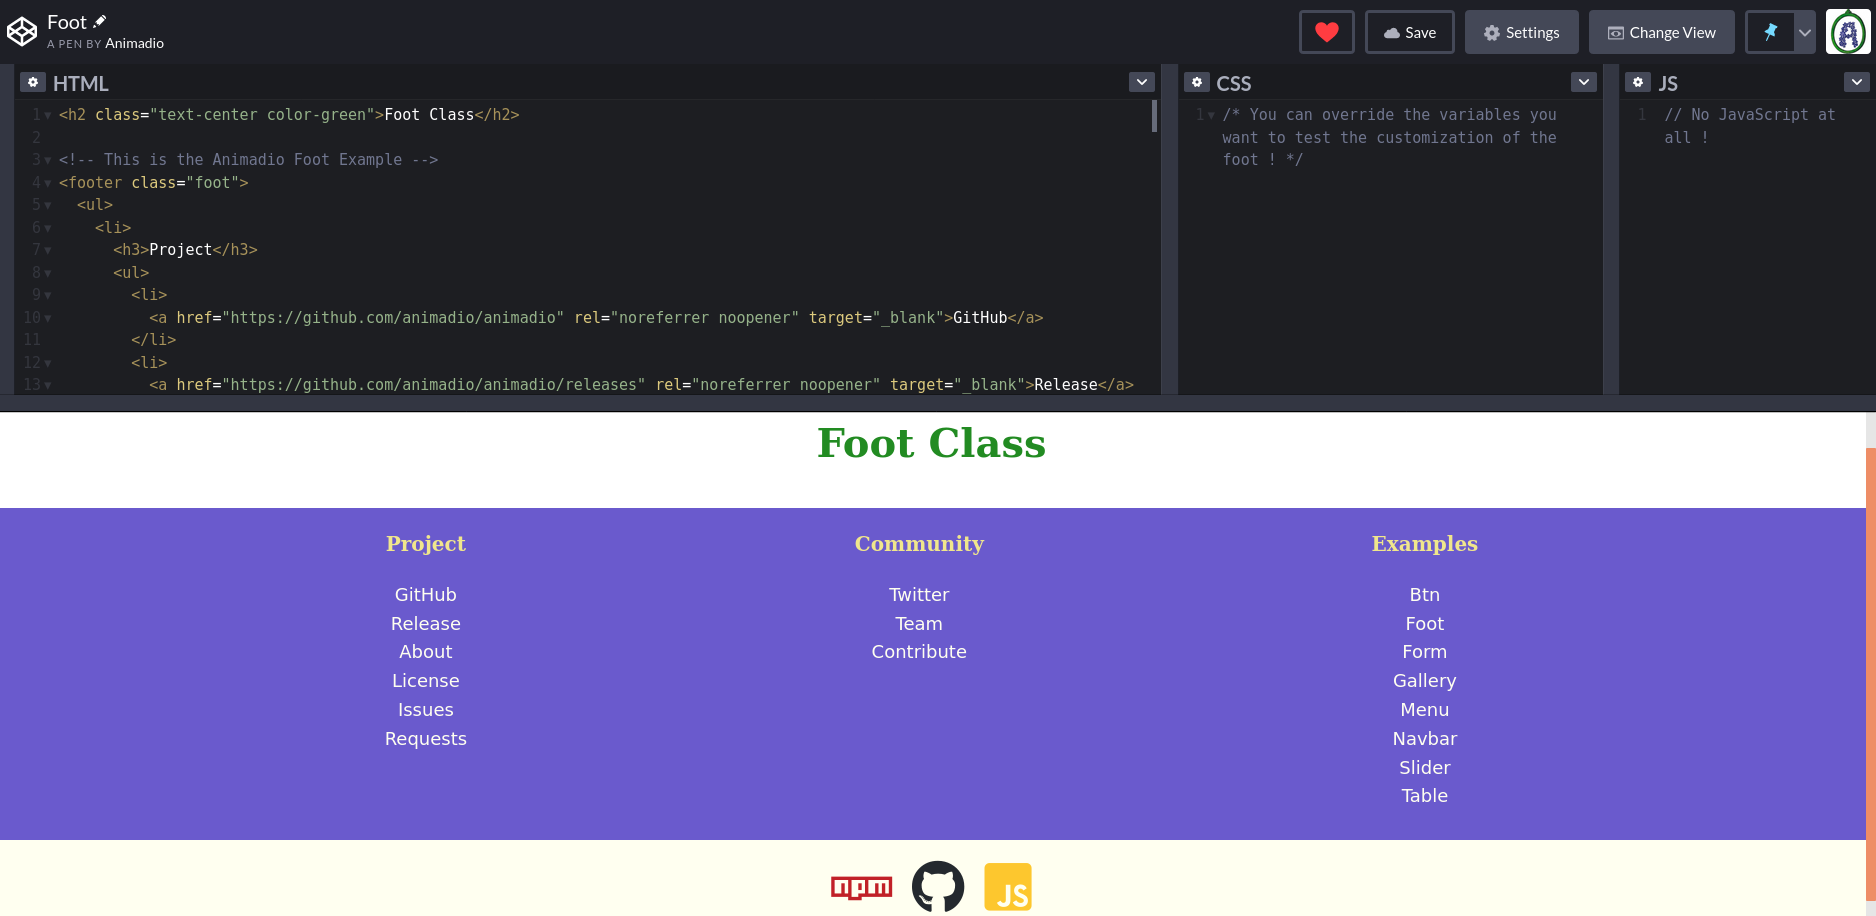 Foot
A PEN BY Animadio
Save
Settings
Change View
HTML
1 <h2 class="text-center color-green">Foot Class</h2>
2
3 <!-- This is the Animadio Foot Example -->
4 <footer class="foot">
5 <ul>
6 <li>
7 <h3>Project</h3>
8 <ul>
9 <li>
10 <a href="https://github.com/animadio/animadio" rel="noreferrer noopener" target="_blank">GitHub</a>
11 </li>
12 <li>
13 <a href="https://github.com/animadio/animadio/releases" rel="noreferrer noopener" target="_blank">Release</a>
CSS
1 /* You can override the variables you
want to test the customization of the
foot ! */
JS
1 // No JavaScript at
all !
Foot Class
Project
GitHub
Release
About
License
Issues
Requests
Community
Twitter
Team
Contribute
Examples
Btn
Foot
Form
Gallery
Menu
Navbar
Slider
Table
npm
JS